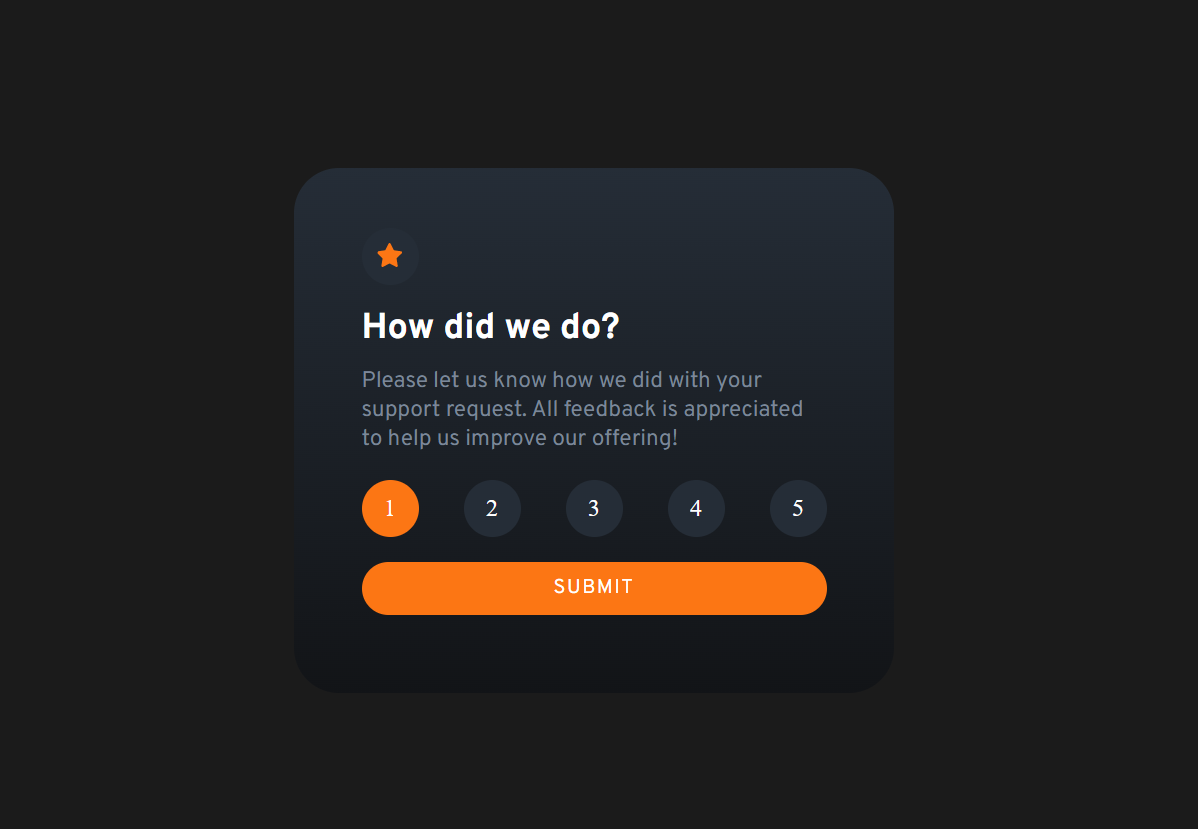 How did we do?
Please let us know how we did with your
support request. All feedback is appreciated
to help us improve our offering!
1 2 3 4 5
SUBMIT